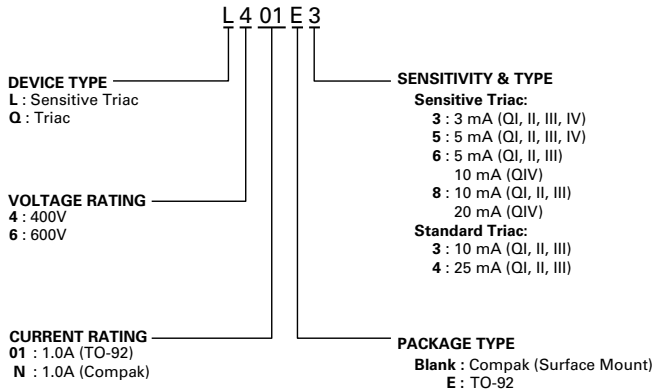 L 4 01 E 3
DEVICE TYPE
L : Sensitive Triac
Q : Triac
VOLTAGE RATING
4 : 400V
6 : 600V
CURRENT RATING
01 : 1.0A (TO-92)
N : 1.0A (Compak)
SENSITIVITY & TYPE
Sensitive Triac:
3 : 3 mA (QI, II, III, IV)
5 : 5 mA (QI, II, III, IV)
6 : 5 mA (QI, II, III)
10 mA (QIV)
8 : 10 mA (QI, II, III)
20 mA (QIV)
Standard Triac:
3 : 10 mA (QI, II, III)
4 : 25 mA (QI, II, III)
PACKAGE TYPE
Blank : Compak (Surface Mount)
E : TO-92